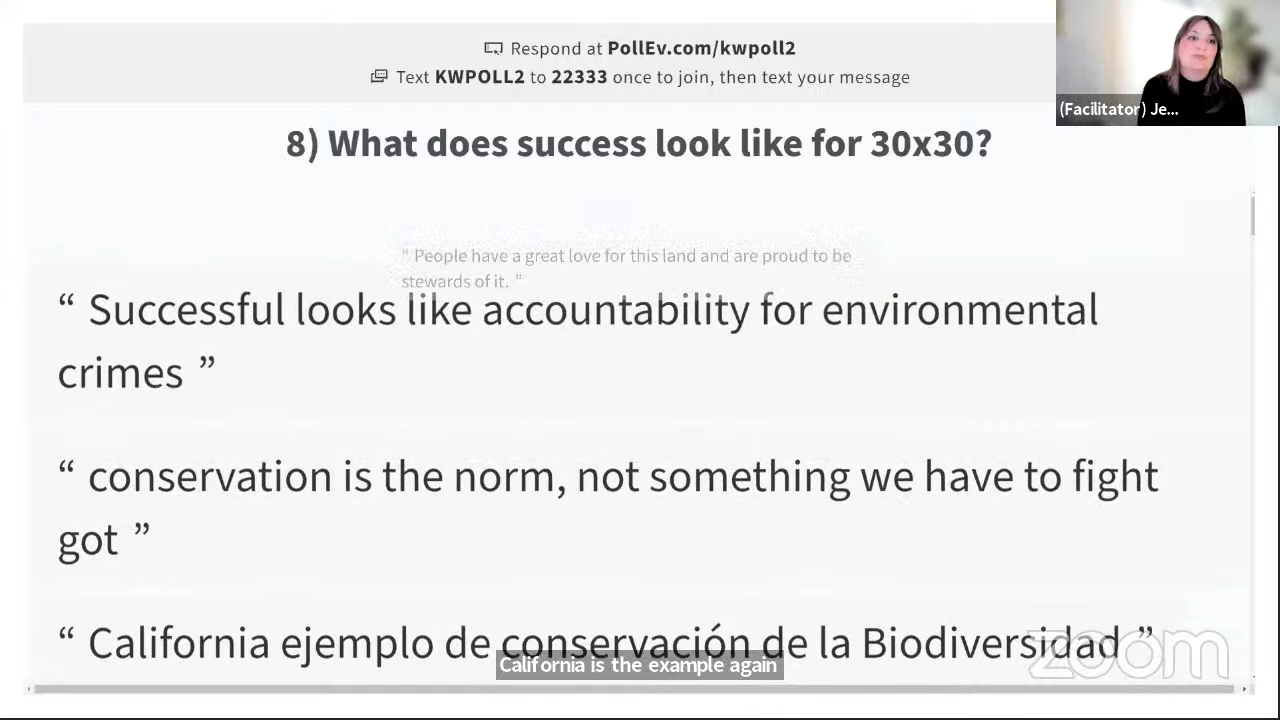 Respond at PollEv.com/kwpoll2
Text KWPOLL2 to 22333 once to join, then text your message
(Facilitator) Je...
8) What does success look like for 30x30?
“ People have a great love for this land and are proud to be
stewards of it. ”
“ Successful looks like accountability for environmental
crimes ”
“ conservation is the norm, not something we have to fight
got ”
“ California ejemplo de conservación de la Biodiversidad ”
California is the example again
zoom